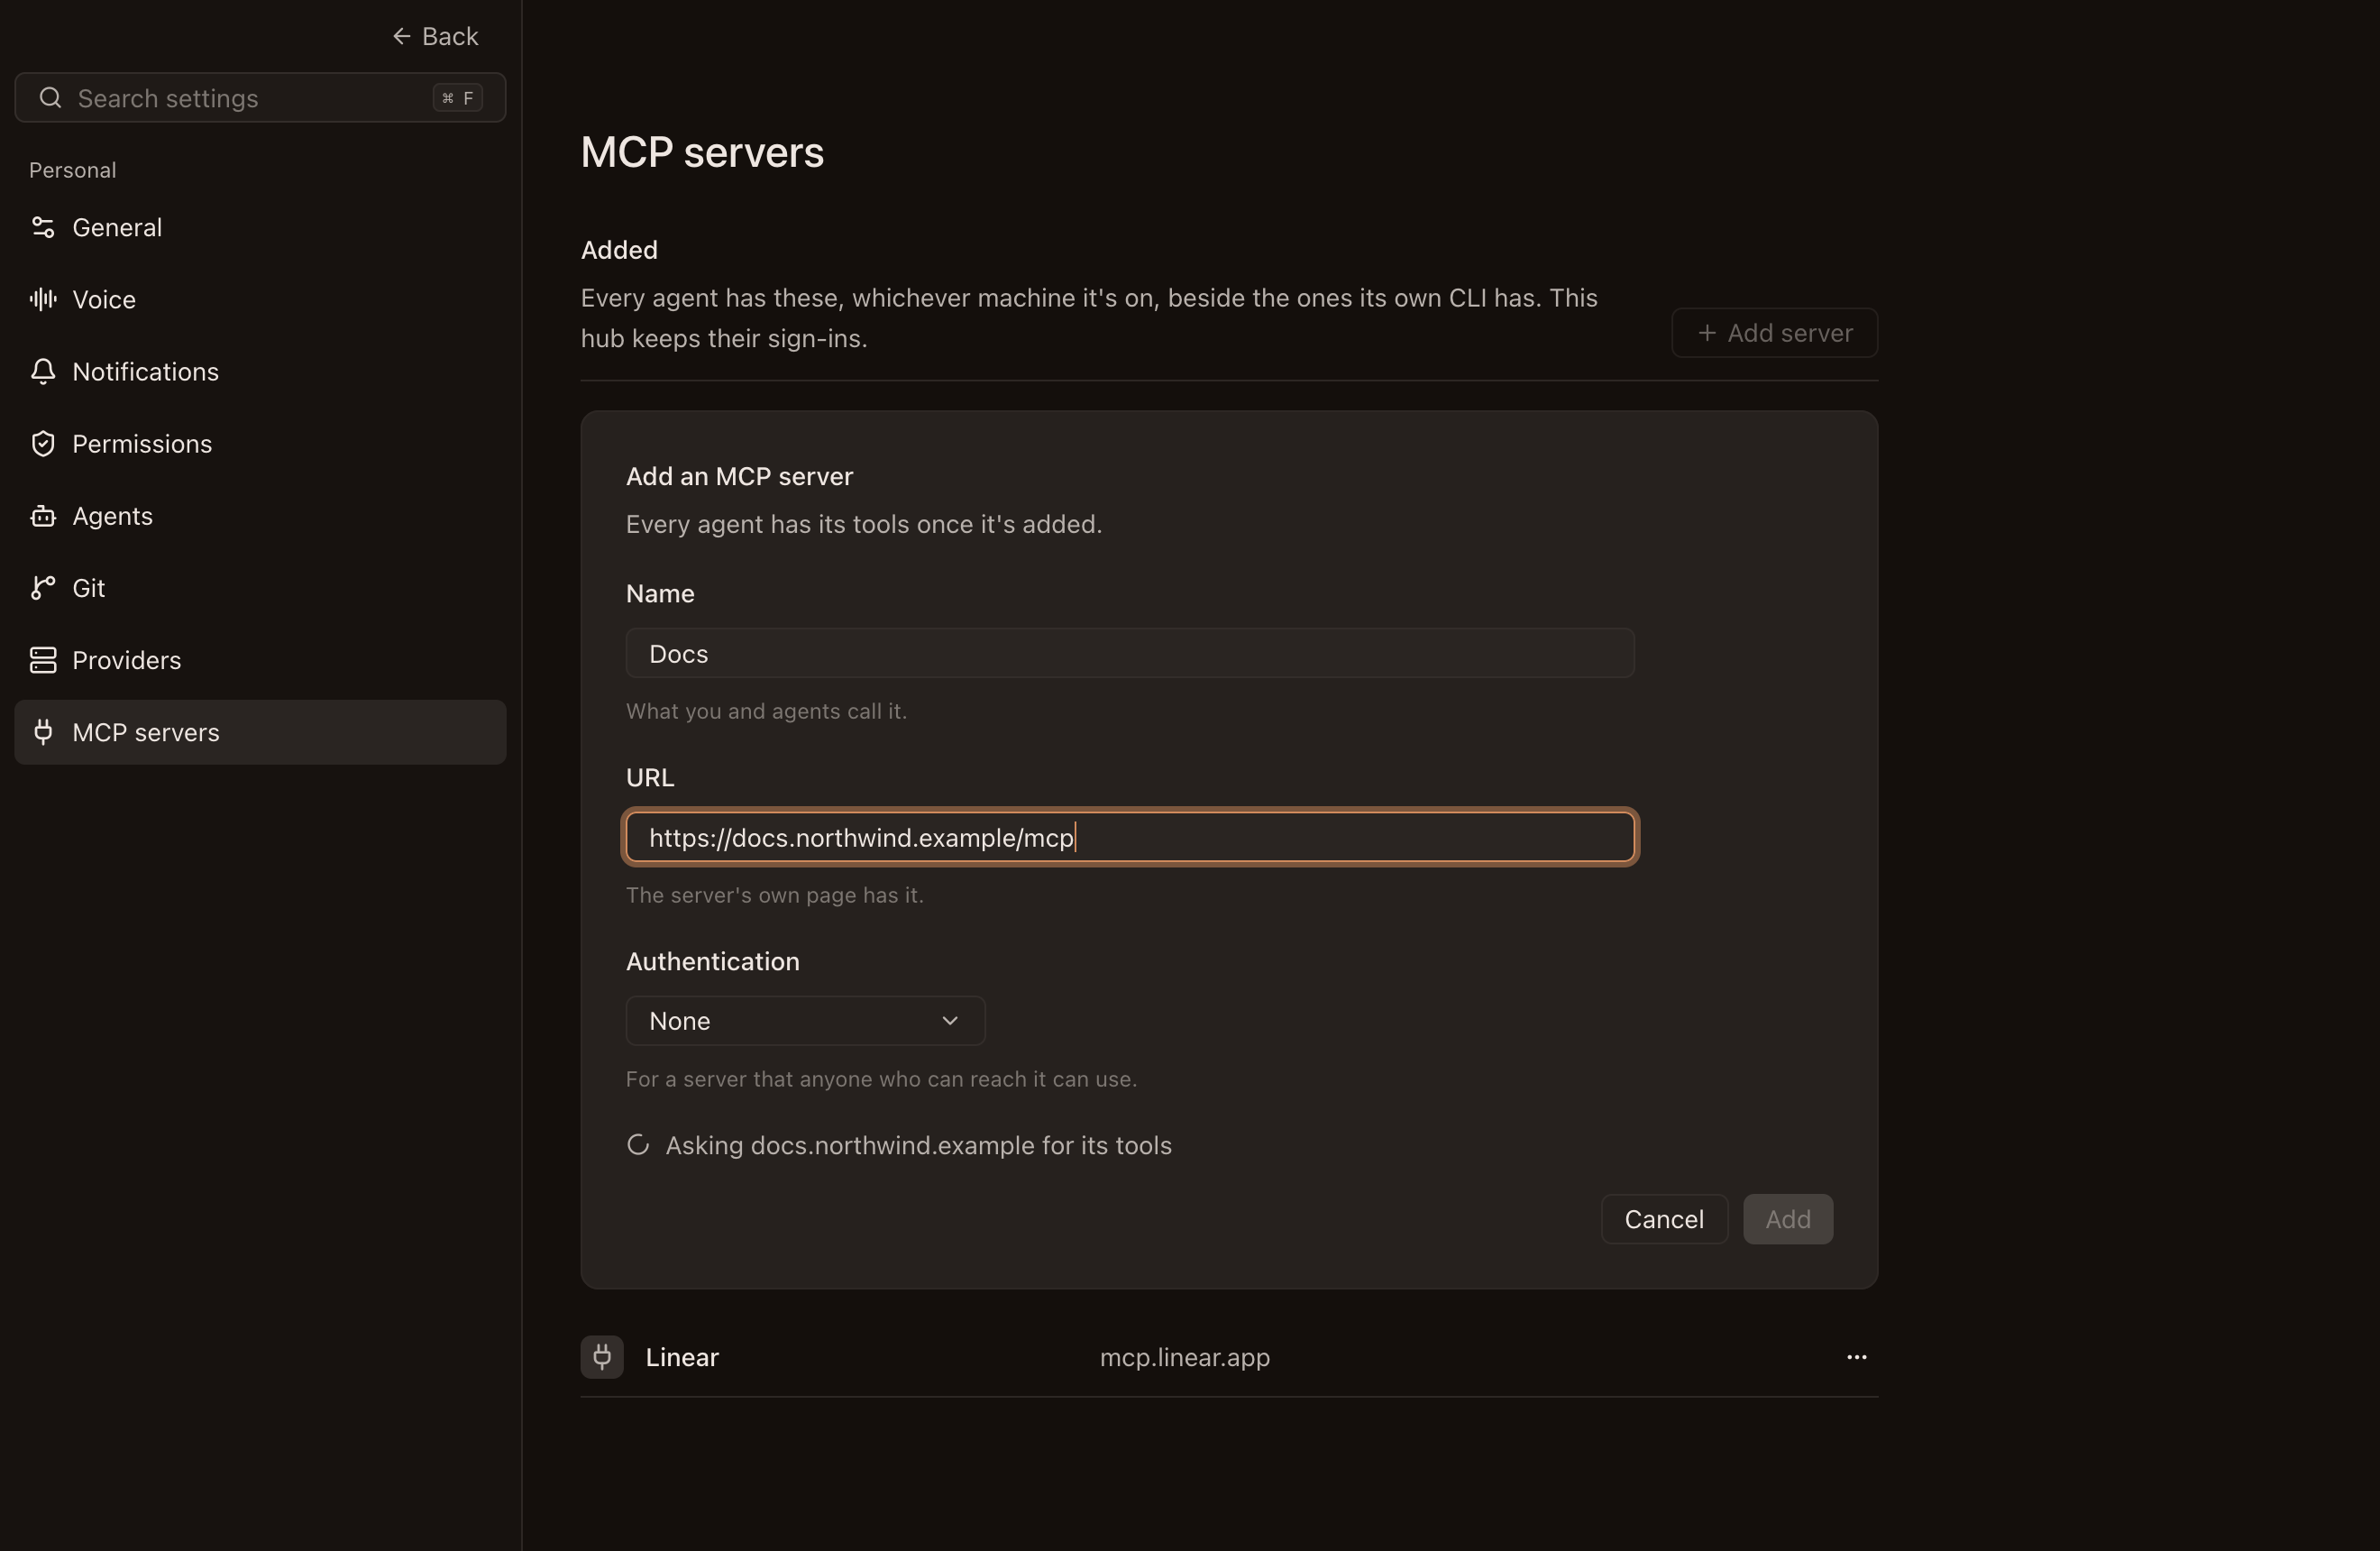 Back
Search settings
⌘ F
Personal
General
Voice
Notifications
Permissions
Agents
Git
Providers
MCP servers
MCP servers
Added
Every agent has these, whichever machine it's on, beside the ones its own CLI has. This
hub keeps their sign-ins.
+ Add server
Add an MCP server
Every agent has its tools once it's added.
Name
Docs
What you and agents call it.
URL
https://docs.northwind.example/mcp
The server's own page has it.
Authentication
None
For a server that anyone who can reach it can use.
Asking docs.northwind.example for its tools
Cancel
Add
Linear
mcp.linear.app